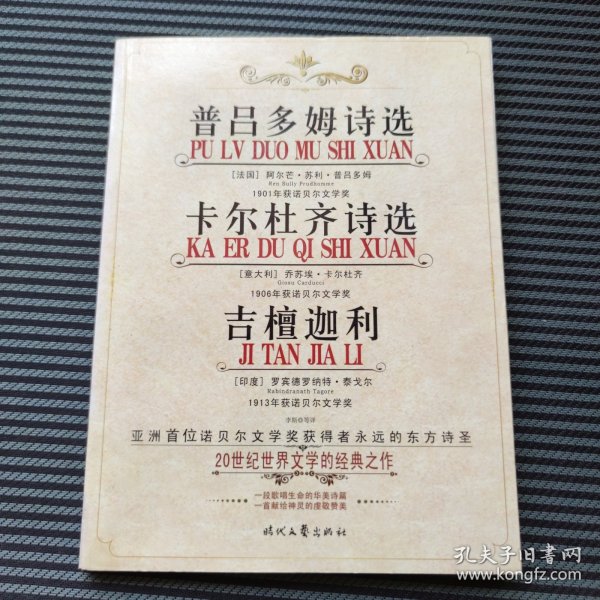 普吕多姆诗选
PU LV DUO MU SHI XUAN
［法国］阿尔芒·苏利·普吕多姆
Ren Sully Prudhomme
1901年获诺贝尔文学奖
卡尔杜齐诗选
KA ER DU QI SHI XUAN
［意大利］乔苏埃·卡尔杜齐
Giosu Carducci
1906年获诺贝尔文学奖
吉檀迦利
JI TAN JIA LI
［印度］罗宾德罗纳特·泰戈尔
Rabindranath Tagore
1913年获诺贝尔文学奖
亚洲首位诺贝尔文学奖获得者永远的东方诗圣
20世纪世界文学的经典之作
一段歌唱生命的华美诗篇
一首献给神灵的虔敬赞美
时代文艺出版社
孔夫子旧书网
www.kongfz.com